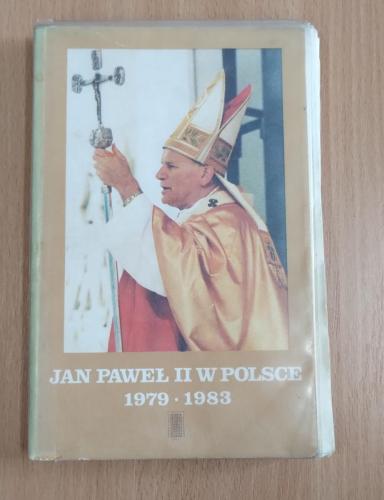 JAN PAWEŁ II W POLSCE
1979 · 1983